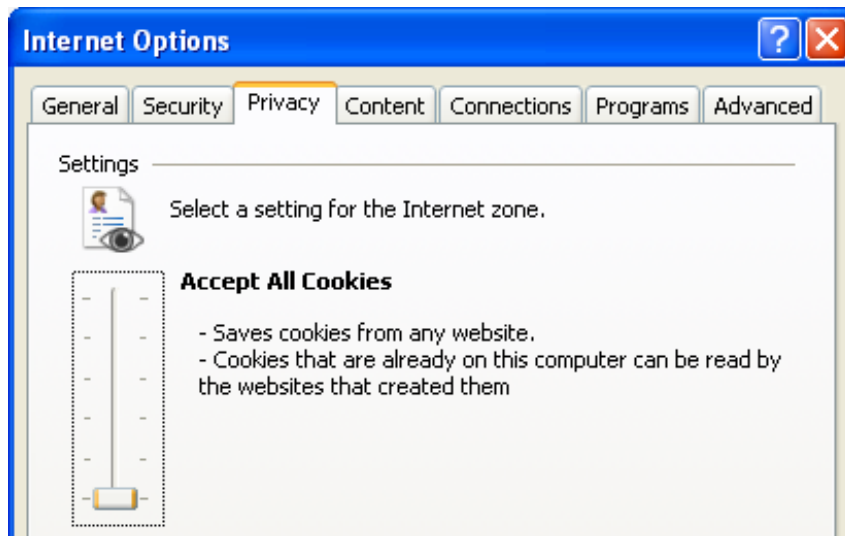 Internet Options
General Security Privacy Content Connections Programs Advanced
Settings
Select a setting for the Internet zone.
Accept All Cookies
- Saves cookies from any website.
- Cookies that are already on this computer can be read by
the websites that created them